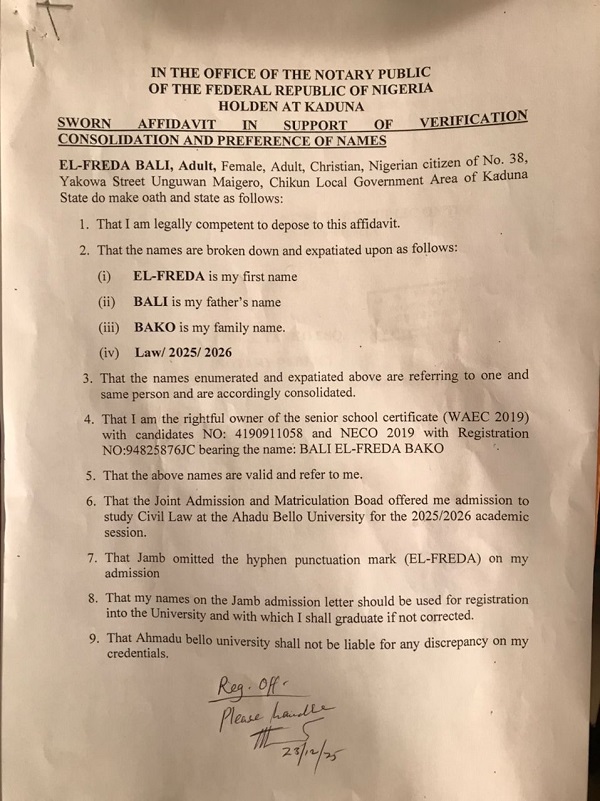 IN THE OFFICE OF THE NOTARY PUBLIC
OF THE FEDERAL REPUBLIC OF NIGERIA
HOLDEN AT KADUNA
SWORN AFFIDAVIT IN SUPPORT OF VERIFICATION
CONSOLIDATION AND PREFERENCE OF NAMES
EL-FREDA BALI, Adult, Female, Adult, Christian, Nigerian citizen of No. 38,
Yakowa Street Unguwan Maigero, Chikun Local Government Area of Kaduna
State do make oath and state as follows:
1. That I am legally competent to depose to this affidavit.
2. That the names are broken down and expatiated upon as follows:
(i) EL-FREDA is my first name
(ii) BALI is my father's name
(iii) BAKO is my family name.
(iv) Law/ 2025/ 2026
3. That the names enumerated and expatiated above are referring to one and
same person and are accordingly consolidated.
4. That I am the rightful owner of the senior school certificate (WAEC 2019)
with candidates NO: 4190911058 and NECO 2019 with Registration
NO:94825876JC bearing the name: BALI EL-FREDA BAKO
5. That the above names are valid and refer to me.
6. That the Joint Admission and Matriculation Boad offered me admission to
study Civil Law at the Ahadu Bello University for the 2025/2026 academic
session.
7. That Jamb omitted the hyphen punctuation mark (EL-FREDA) on my
admission
8. That my names on the Jamb admission letter should be used for registration
into the University and with which I shall graduate if not corrected.
9. That Ahmadu bello university shall not be liable for any discrepancy on my
credentials.
Reg. Off.
Please handle
23/12/25